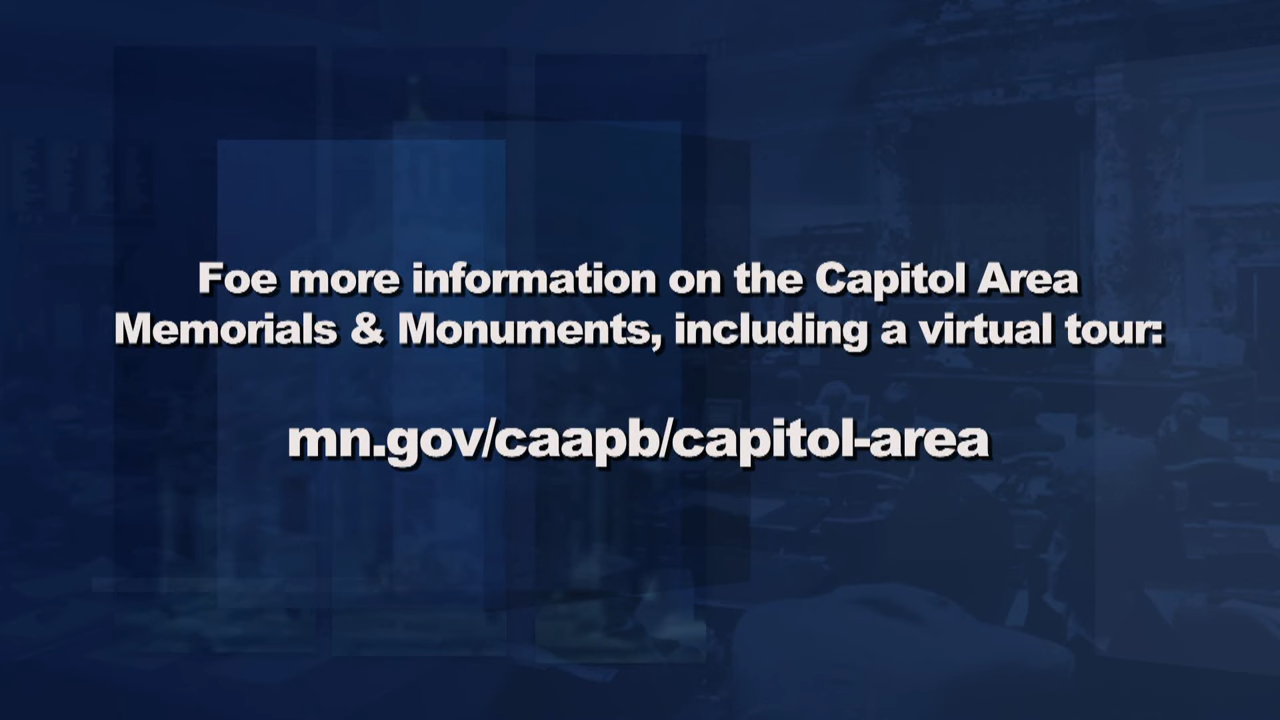 Foe more information on the Capitol Area
Memorials & Monuments, including a virtual tour:
mn.gov/caapb/capitol-area